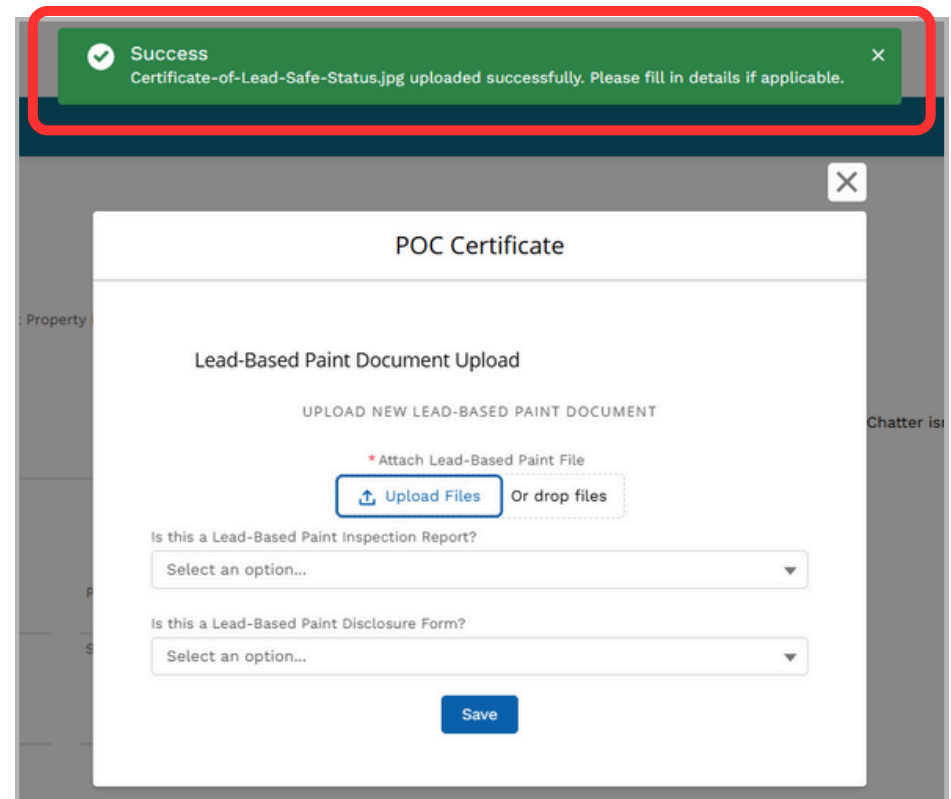 Success
Certificate-of-Lead-Safe-Status.jpg uploaded successfully. Please fill in details if applicable.
POC Certificate
Property
Lead-Based Paint Document Upload
UPLOAD NEW LEAD-BASED PAINT DOCUMENT
Chatter isn
* Attach Lead-Based Paint File
Upload Files Or drop files
Is this a Lead-Based Paint Inspection Report?
Select an option...
P
Is this a Lead-Based Paint Disclosure Form?
S
Select an option...
Save